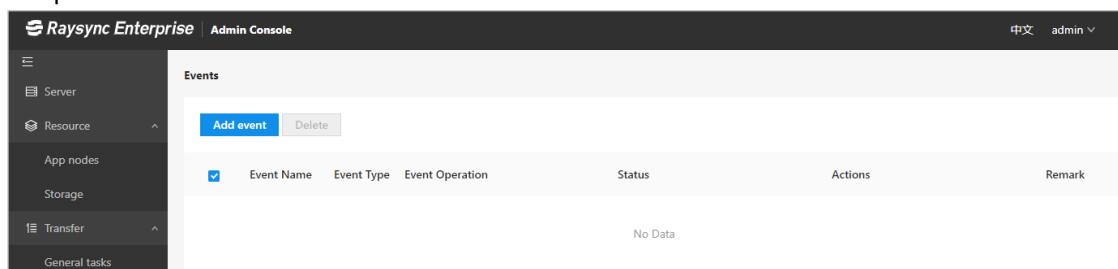 Raysync Enterprise Admin Console 中文 admin
Events
Server
Add event Delete
Resource
App nodes
Event Name Event Type Event Operation Status Actions Remark
Storage
Transfer
No Data
General tasks